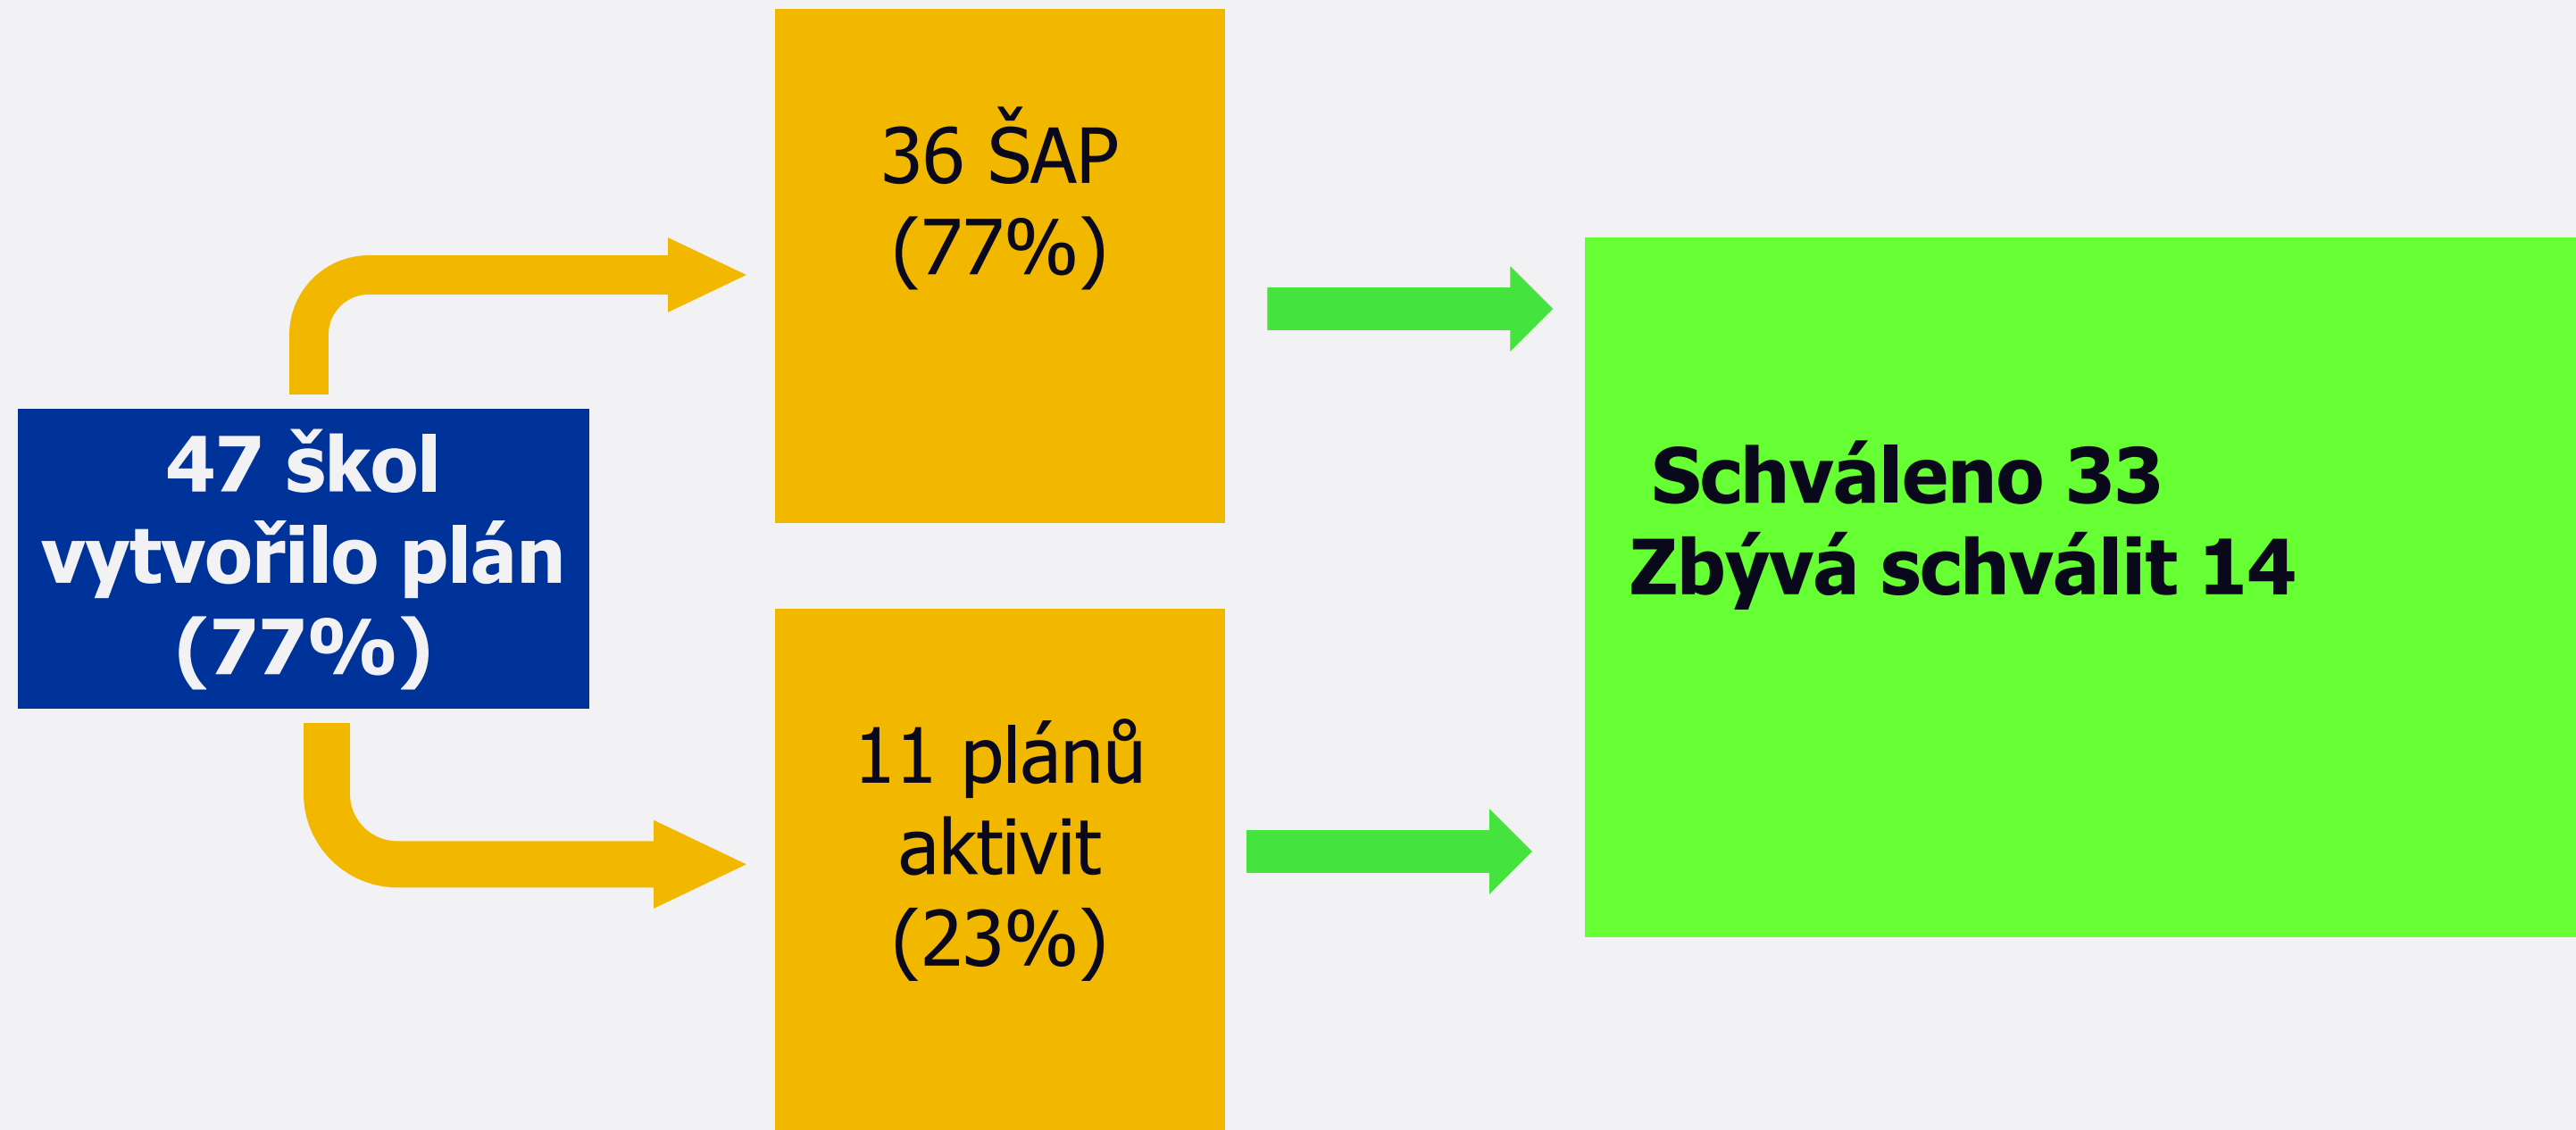 47 škol
vytvořilo plán
(77%)
36 ŠAP
(77%)
11 plánů
aktivit
(23%)
Schváleno 33
Zbývá schválit 14